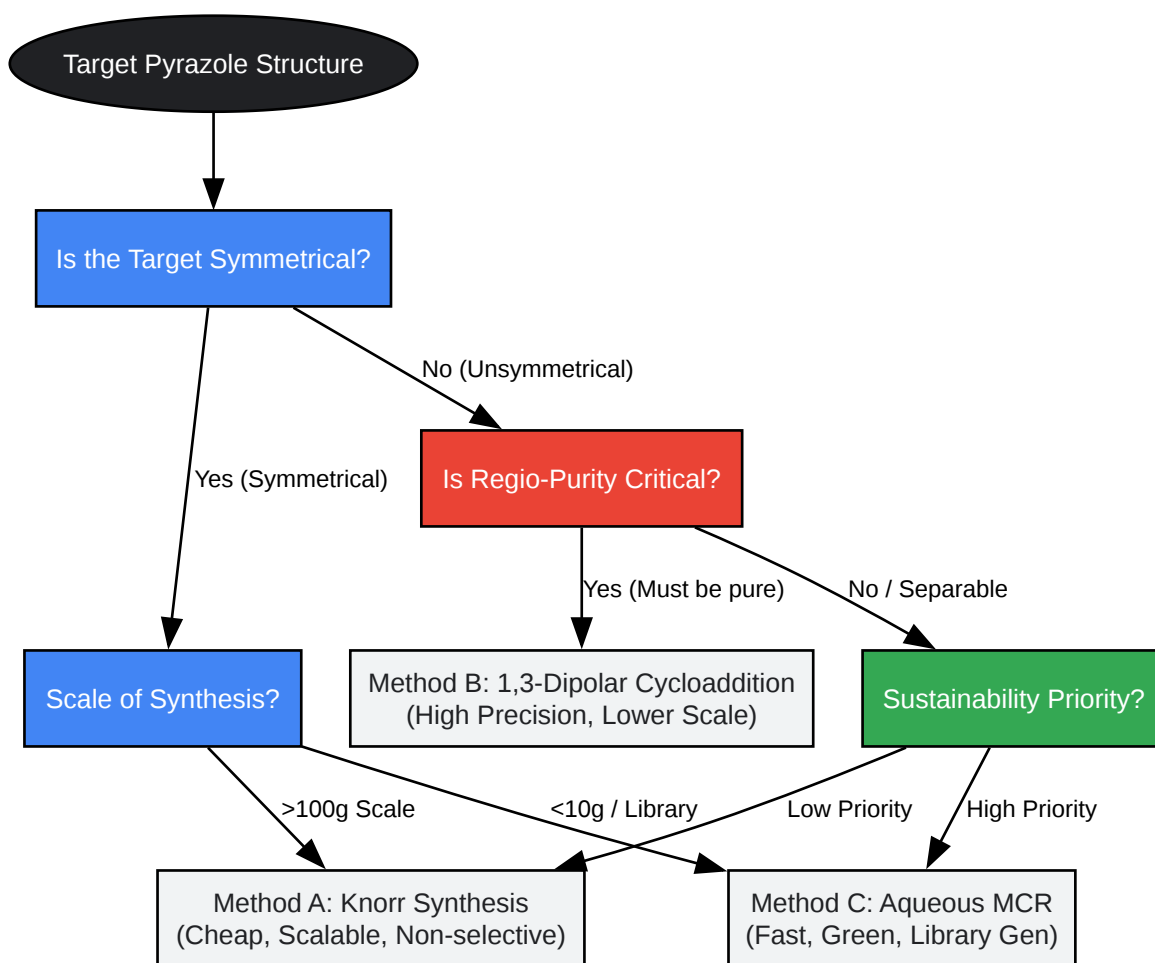 Target Pyrazole Structure
Is the Target Symmetrical?
No (Unsymmetrical)
Yes (Symmetrical)
Is Regio-Purity Critical?
Yes (Must be pure)
No / Separable
Scale of Synthesis?
Method B: 1,3-Dipolar Cycloaddition
(High Precision, Lower Scale)
Sustainability Priority?
>100g Scale
<10g / Library
Low Priority
High Priority
Method A: Knorr Synthesis
(Cheap, Scalable, Non-selective)
Method C: Aqueous MCR
(Fast, Green, Library Gen)